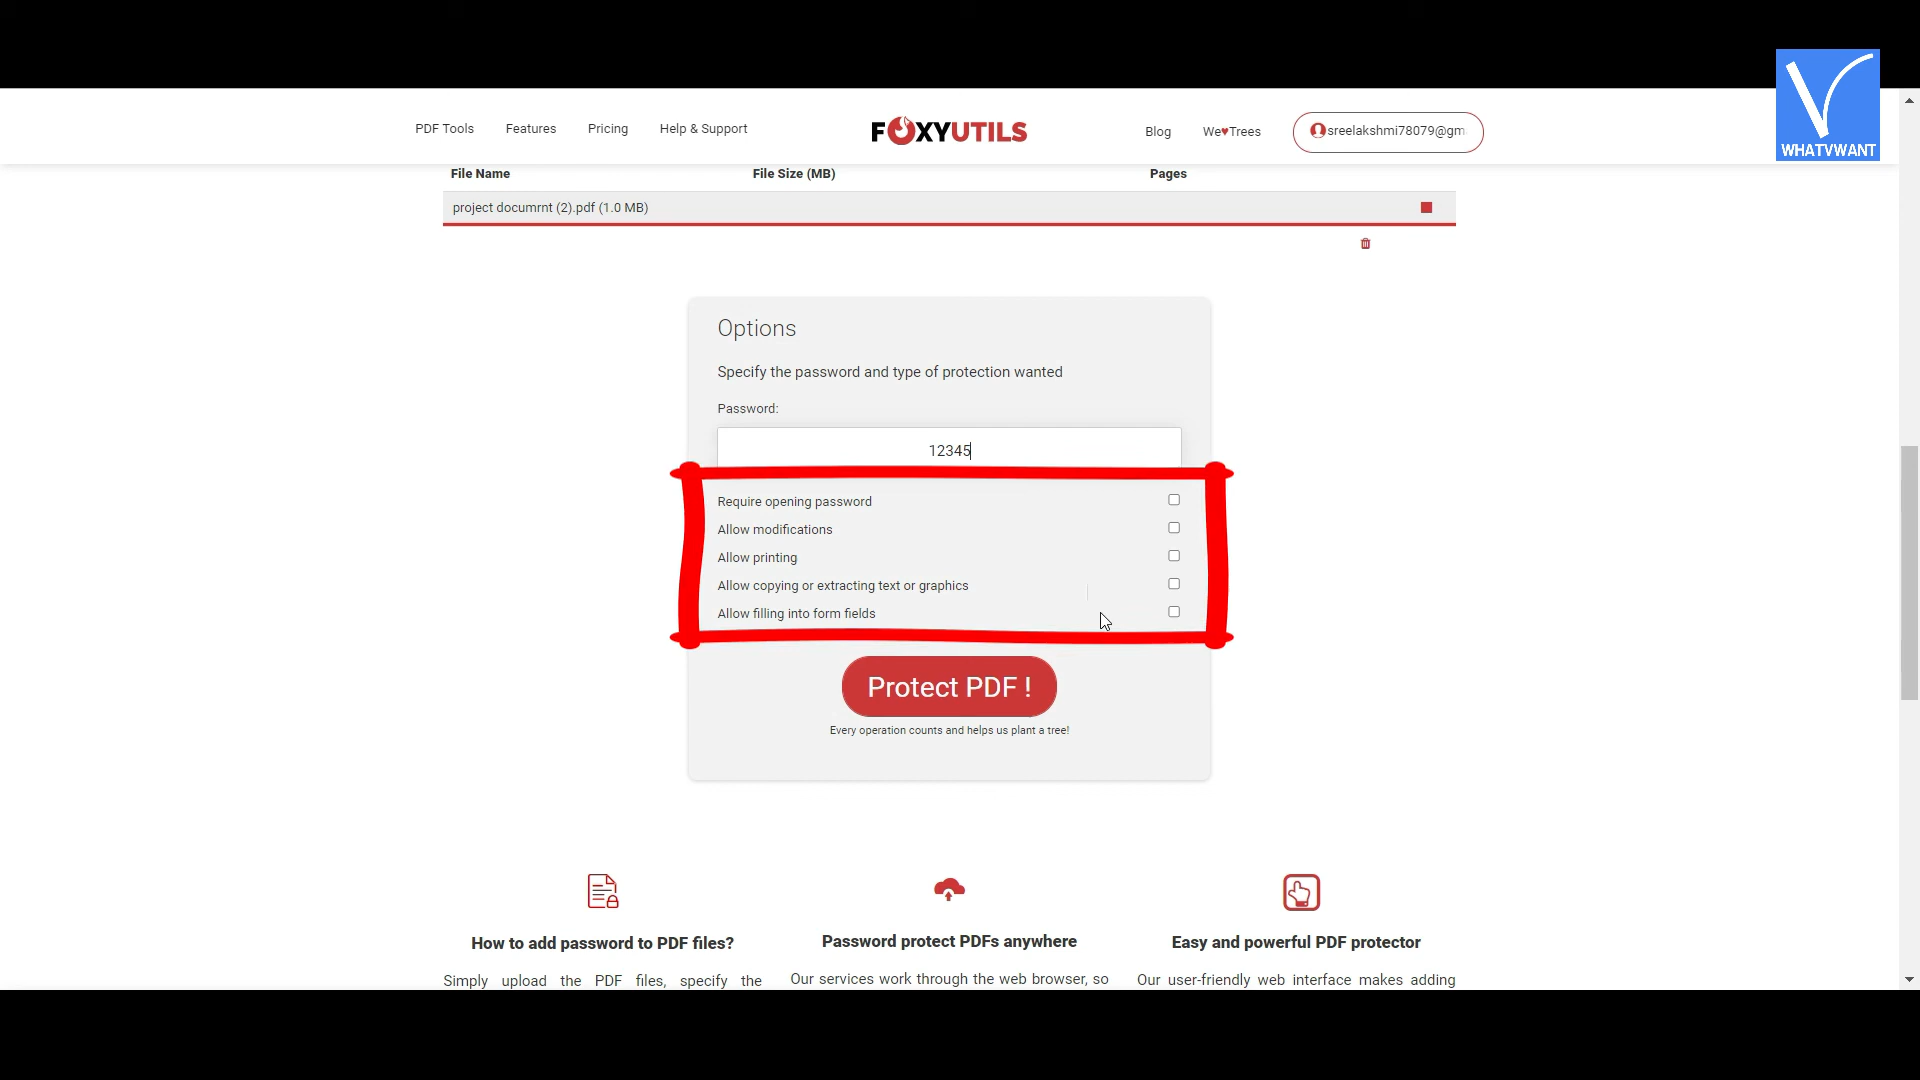 PDF Tools Features Pricing Help & Support FOXYUTILS Blog We♥Trees sreelakshmi78079@gm
WHATVWANT
File Name File Size (MB) Pages
project documrnt (2).pdf (1.0 MB)
Options
Specify the password and type of protection wanted
Password:
12345
Require opening password
Allow modifications
Allow printing
Allow copying or extracting text or graphics
Allow filling into form fields
Protect PDF !
Every operation counts and helps us plant a tree!
How to add password to PDF files?
Simply upload the PDF files, specify the
Password protect PDFs anywhere
Our services work through the web browser, so
Easy and powerful PDF protector
Our user-friendly web interface makes adding